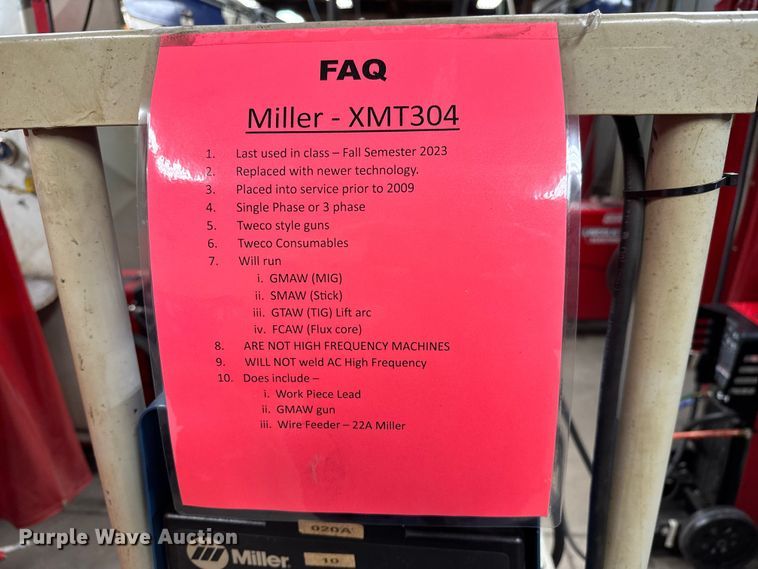 FAQ
Miller - XMT304
1. Last used in class – Fall Semester 2023
2. Replaced with newer technology.
3. Placed into service prior to 2009
4. Single Phase or 3 phase
5. Tweco style guns
6. Tweco Consumables
7. Will run
i. GMAW (MIG)
ii. SMAW (Stick)
iii. GTAW (TIG) Lift arc
iv. FCAW (Flux core)
8. ARE NOT HIGH FREQUENCY MACHINES
9. WILL NOT weld AC High Frequency
10. Does include –
i. Work Piece Lead
ii. GMAW gun
iii. Wire Feeder – 22A Miller
020A
Miller
10
Purple Wave Auction